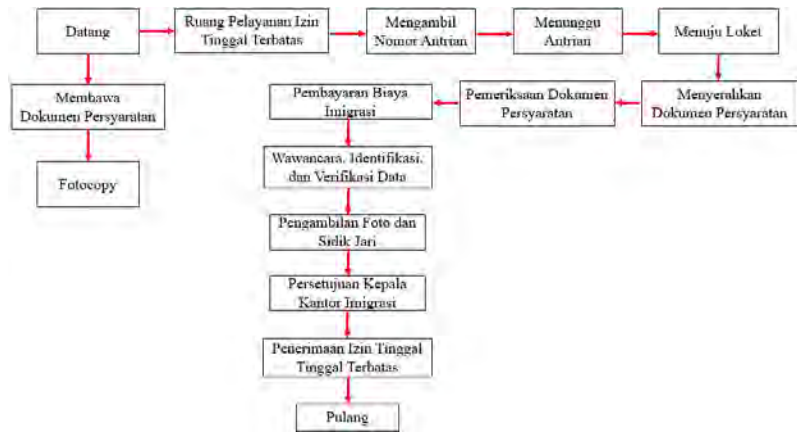 Datang
Ruang Pelayanan Izin
Tinggal Terbatas
Mengambil
Nomor Antrian
Menunggu
Antrian
Menuju Loket
Membawa
Dokumen Persyaratan
Fotocopy
Menyerahkan
Dokumen Persyaratan
Pemeriksaan Dokumen
Persyaratan
Pembayaran Biaya
Imigrasi
Wawancara, Identifikasi,
dan Verifikasi Data
Pengambilan Foto dan
Sidik Jari
Persetujuan Kepala
Kantor Imigrasi
Penerimaan Izin Tinggal
Tinggal Terbatas
Pulang